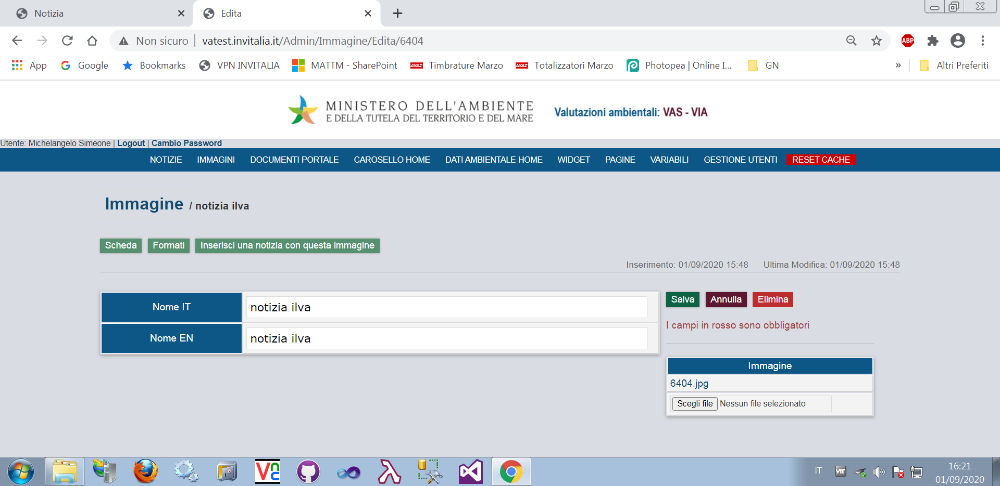 Notizia
Edita
Non sicuro | vatest.invitalia.it/Admin/Immagine/Edita/6404
ABP
App Google Bookmarks VPN INVITALIA MATTM - SharePoint Timbrature Marzo Totalizzatori Marzo Photopea | Online I... GN » Altri Preferiti
MINISTERO DELL'AMBIENTE
E DELLA TUTELA DEL TERRITORIO E DEL MARE
Valutazioni ambientali: VAS - VIA
Utente: Michelangelo Simeone | Logout | Cambio Password
NOTIZIE IMMAGINI DOCUMENTI PORTALE CAROSELLO HOME DATI AMBIENTALE HOME WIDGET PAGINE VARIABILI GESTIONE UTENTI RESET CACHE
Immagine / notizia ilva
Scheda Formati Inserisci una notizia con questa immagine
Inserimento: 01/09/2020 15:48 Ultima Modifica: 01/09/2020 15:48
Nome IT notizia ilva
Nome EN notizia ilva
Salva Annulla Elimina
I campi in rosso sono obbligatori
Immagine
6404.jpg
Scegli file Nessun file selezionato
IT
16:21
01/09/2020